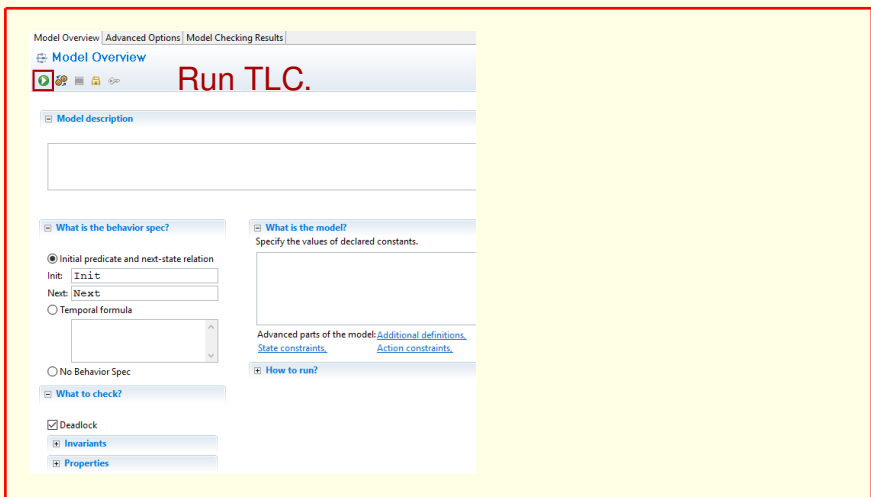 Model Overview Advanced Options Model Checking Results
Model Overview
Run TLC.
Model description
What is the behavior spec?
Initial predicate and next-state relation
Init: Init
Next: Next
Temporal formula
No Behavior Spec
What to check?
Deadlock
Invariants
Properties
What is the model?
Specify the values of declared constants.
Advanced parts of the model: Additional definitions,
State constraints, Action constraints,
How to run?